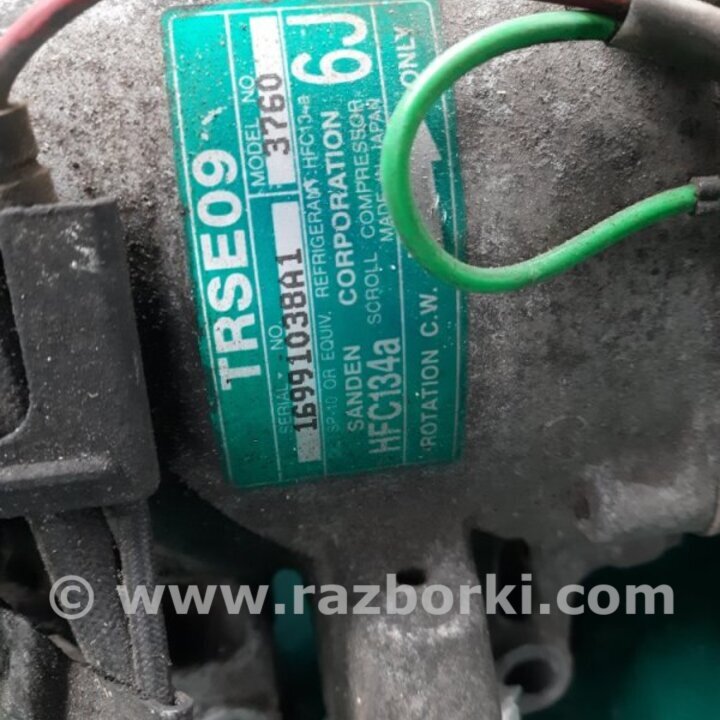 TRSE09
MODEL NO. 3760
SERIAL NO.
16991038A1
SP-10 OR EQUIV. REFRIGERANT:HFC134a
SANDEN CORPORATION 6J
SCROLL COMPRESSOR
MADE IN JAPAN
HFC134a ONLY
ROTATION C.W.
© www.razborki.com